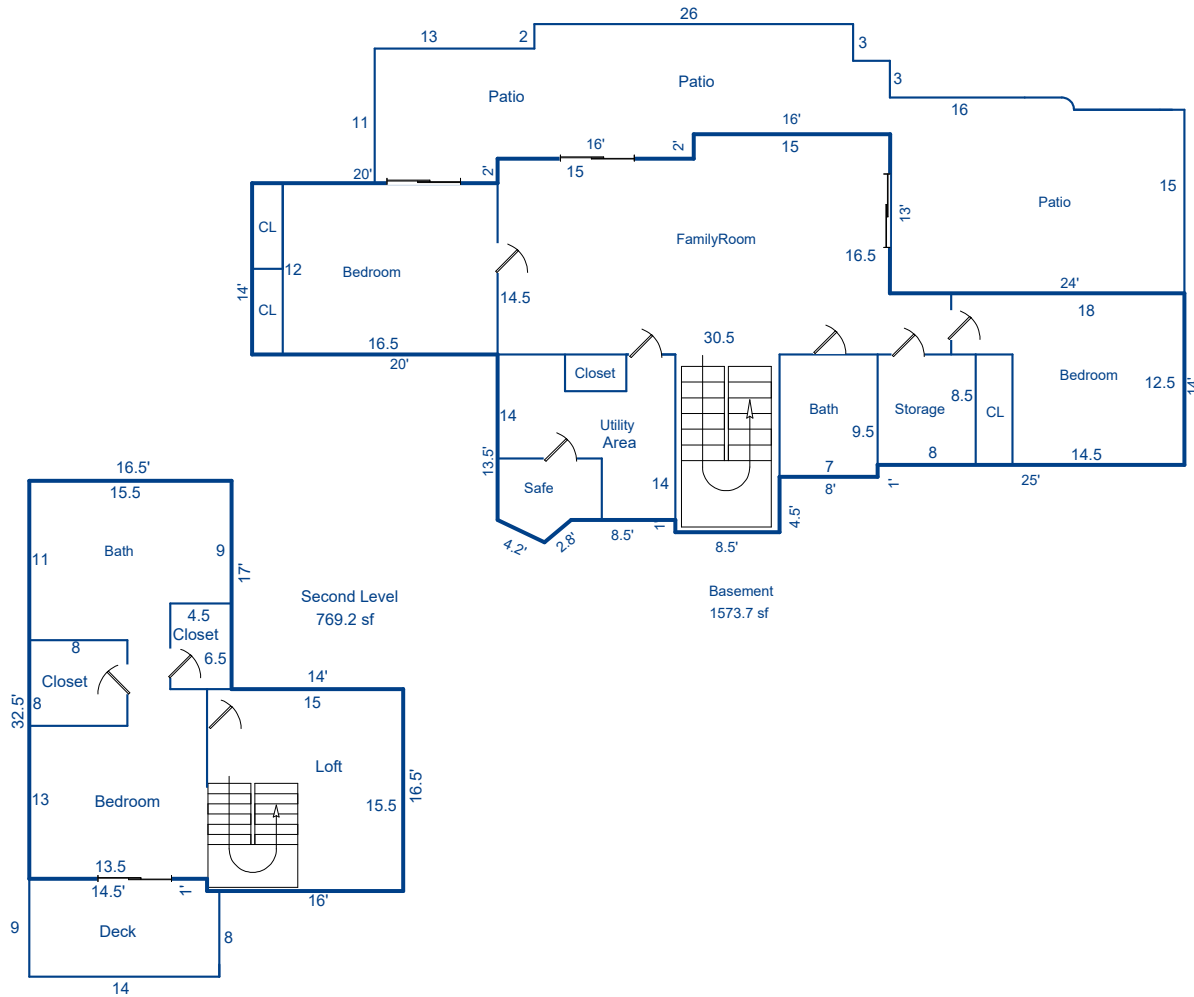 26
13
2
3
Patio
Patio
3
16
11
16'
16'
2'
15
20'
2'
15
15
Patio
13'
CL
FamilyRoom
16.5
12
Bedroom
24'
14'
14.5
18
CL
16.5
30.5
20'
Closet
Bedroom
12.5
14'
8.5
Bath
Storage
CL
14
Utility
Area
9.5
13.5'
8
14.5
16.5'
7
25'
15.5
Safe
14
8'
1'
4.5'
1'
4.2'
2.8'
8.5'
8.5'
Bath
9
11
17'
Basement
1573.7 sf
Second Level
769.2 sf
4.5
Closet
8
6.5
Closet
14'
8
15
32.5'
Loft
16.5'
13
Bedroom
15.5
13.5
14.5'
1'
16'
9
Deck
8
14